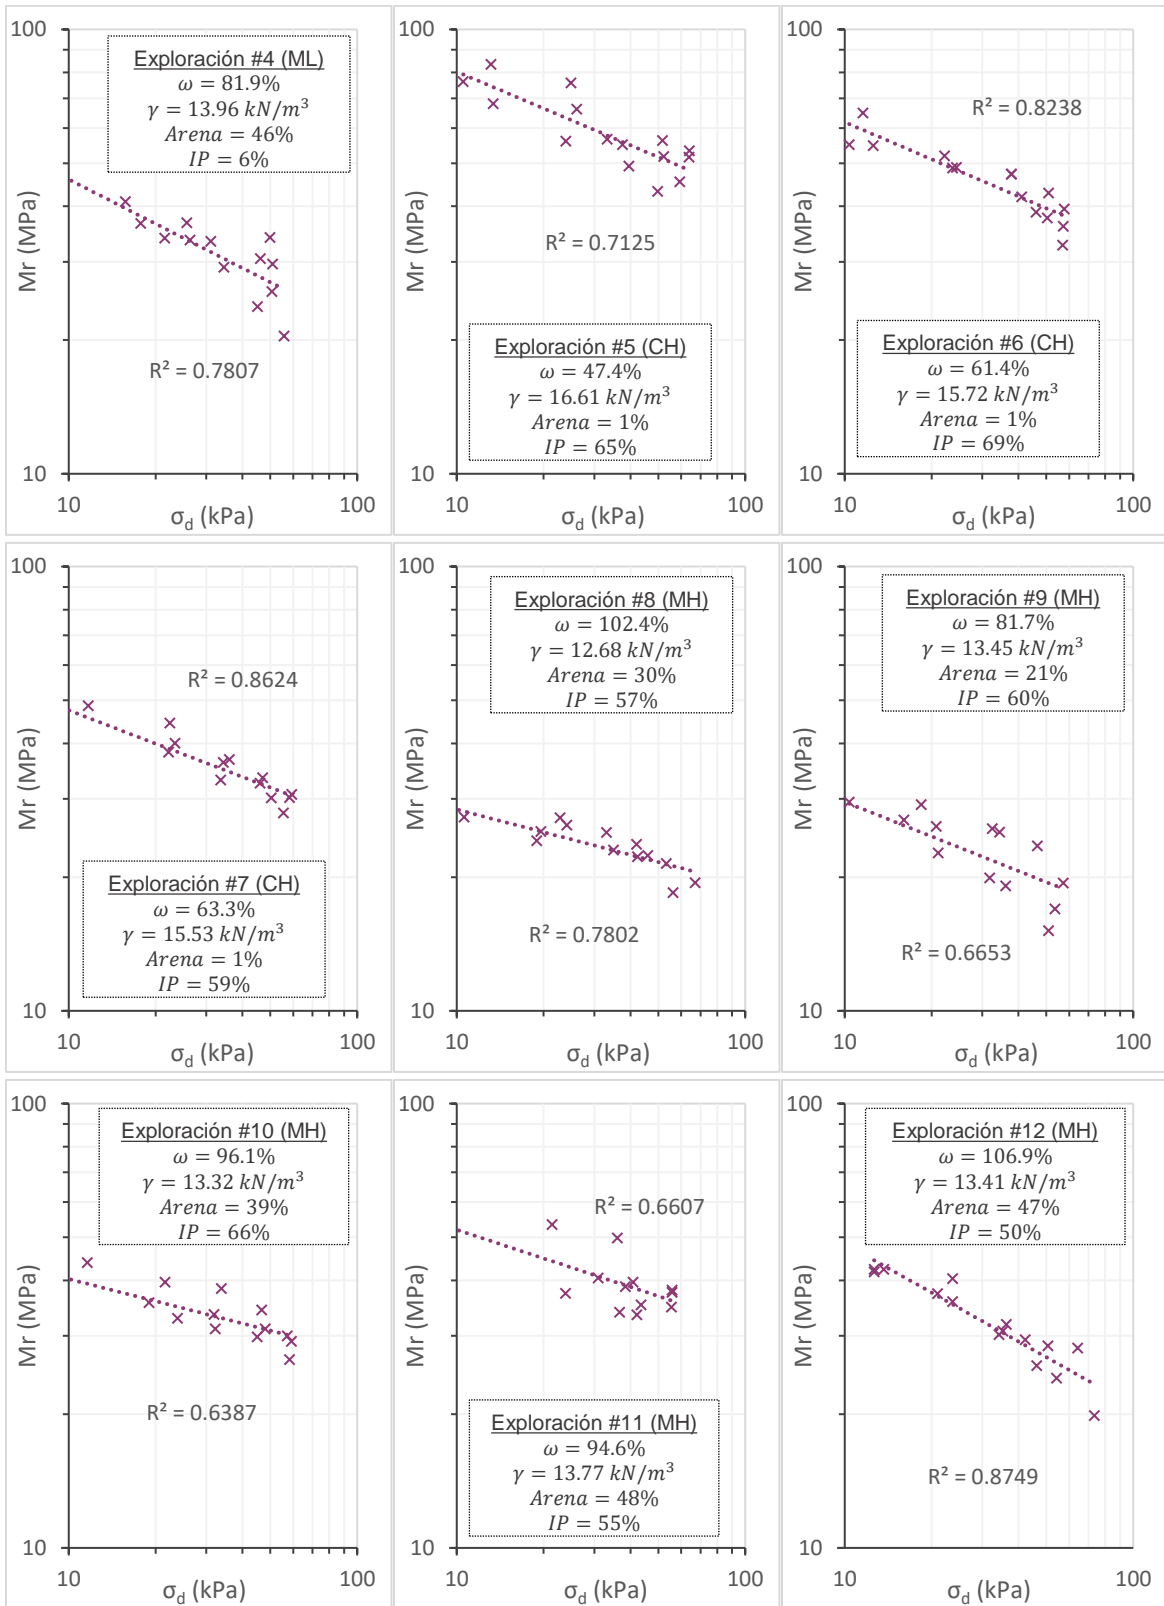 100
Exploración #4 (ML)
ω = 81.9%
γ = 13.96 kN/m³
Arena = 46%
IP = 6%
Mr (MPa)
R² = 0.7807
10
10
100
σd (kPa)
100
Mr (MPa)
R² = 0.7125
Exploración #5 (CH)
ω = 47.4%
γ = 16.61 kN/m³
Arena = 1%
IP = 65%
10
10
100
σd (kPa)
100
R² = 0.8238
Mr (MPa)
Exploración #6 (CH)
ω = 61.4%
γ = 15.72 kN/m³
Arena = 1%
IP = 69%
10
10
100
σd (kPa)
100
R² = 0.8624
Mr (MPa)
Exploración #7 (CH)
ω = 63.3%
γ = 15.53 kN/m³
Arena = 1%
IP = 59%
10
10
100
σd (kPa)
100
Exploración #8 (MH)
ω = 102.4%
γ = 12.68 kN/m³
Arena = 30%
IP = 57%
Mr (MPa)
R² = 0.7802
10
10
100
σd (kPa)
100
Exploración #9 (MH)
ω = 81.7%
γ = 13.45 kN/m³
Arena = 21%
IP = 60%
Mr (MPa)
R² = 0.6653
10
10
100
σd (kPa)
100
Exploración #10 (MH)
ω = 96.1%
γ = 13.32 kN/m³
Arena = 39%
IP = 66%
Mr (MPa)
R² = 0.6387
10
10
100
σd (kPa)
100
R² = 0.6607
Mr (MPa)
Exploración #11 (MH)
ω = 94.6%
γ = 13.77 kN/m³
Arena = 48%
IP = 55%
10
10
100
σd (kPa)
100
Exploración #12 (MH)
ω = 106.9%
γ = 13.41 kN/m³
Arena = 47%
IP = 50%
Mr (MPa)
R² = 0.8749
10
10
100
σd (kPa)